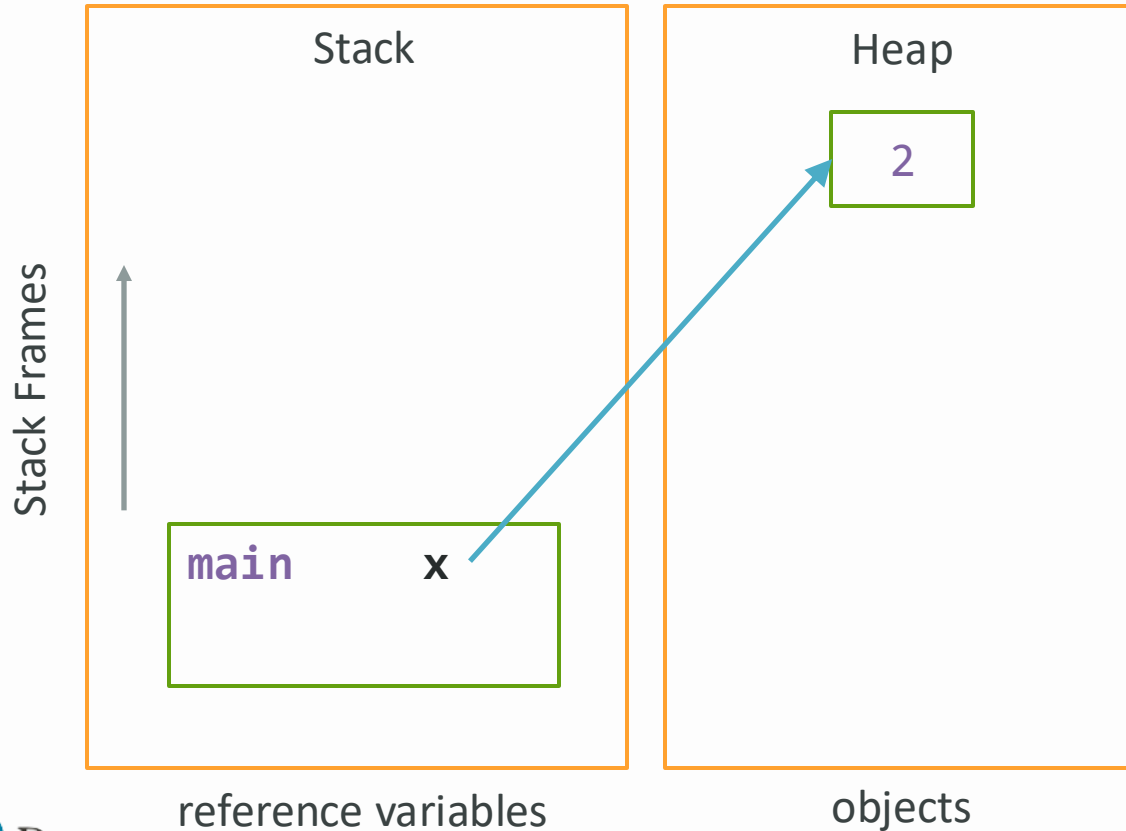 Stack
Heap
2
Stack Frames
main x
reference variables
objects